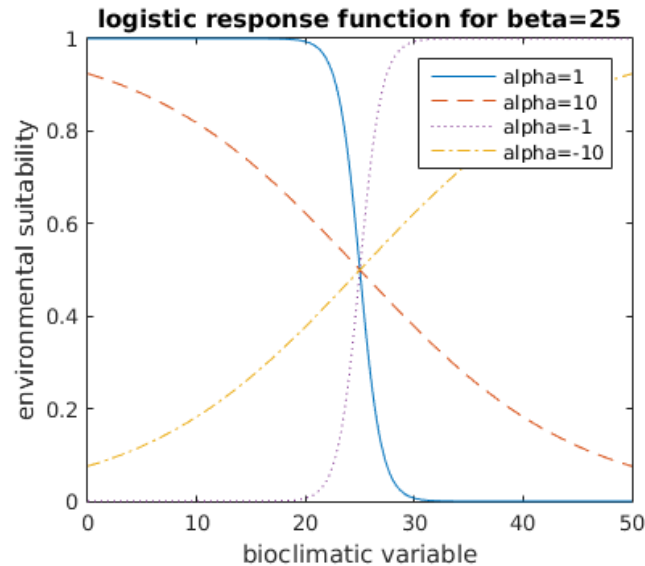 logistic response function for beta=25
1
0.8
0.6
0.4
0.2
0
environmental suitability
alpha=1
alpha=10
alpha=-1
alpha=-10
0 10 20 30 40 50
bioclimatic variable